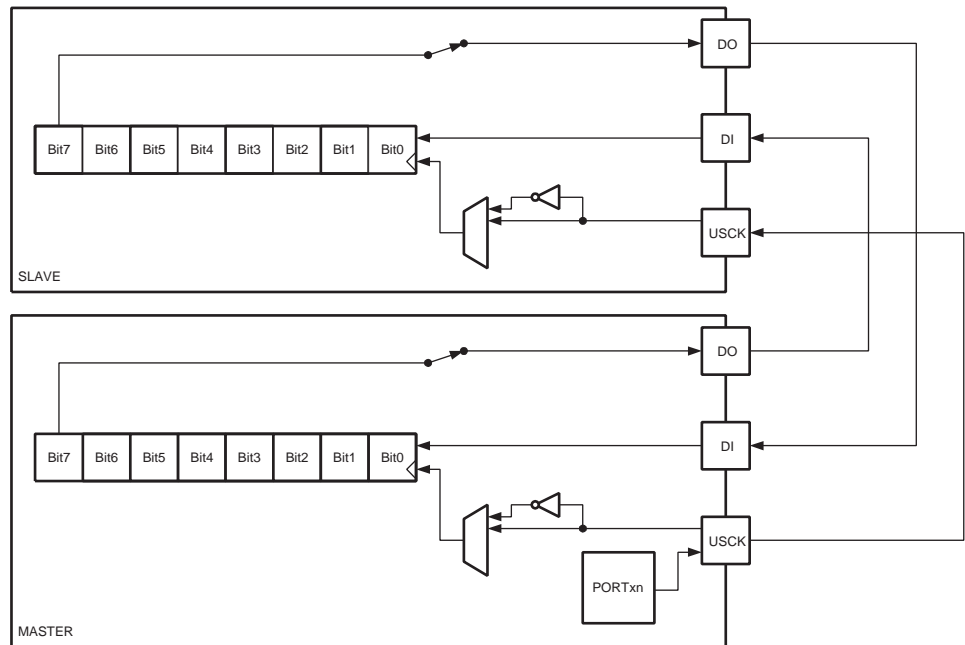 DO
Bit7 Bit6 Bit5 Bit4 Bit3 Bit2 Bit1 Bit0
DI
USCK
SLAVE
DO
Bit7 Bit6 Bit5 Bit4 Bit3 Bit2 Bit1 Bit0
DI
USCK
PORTxn
MASTER